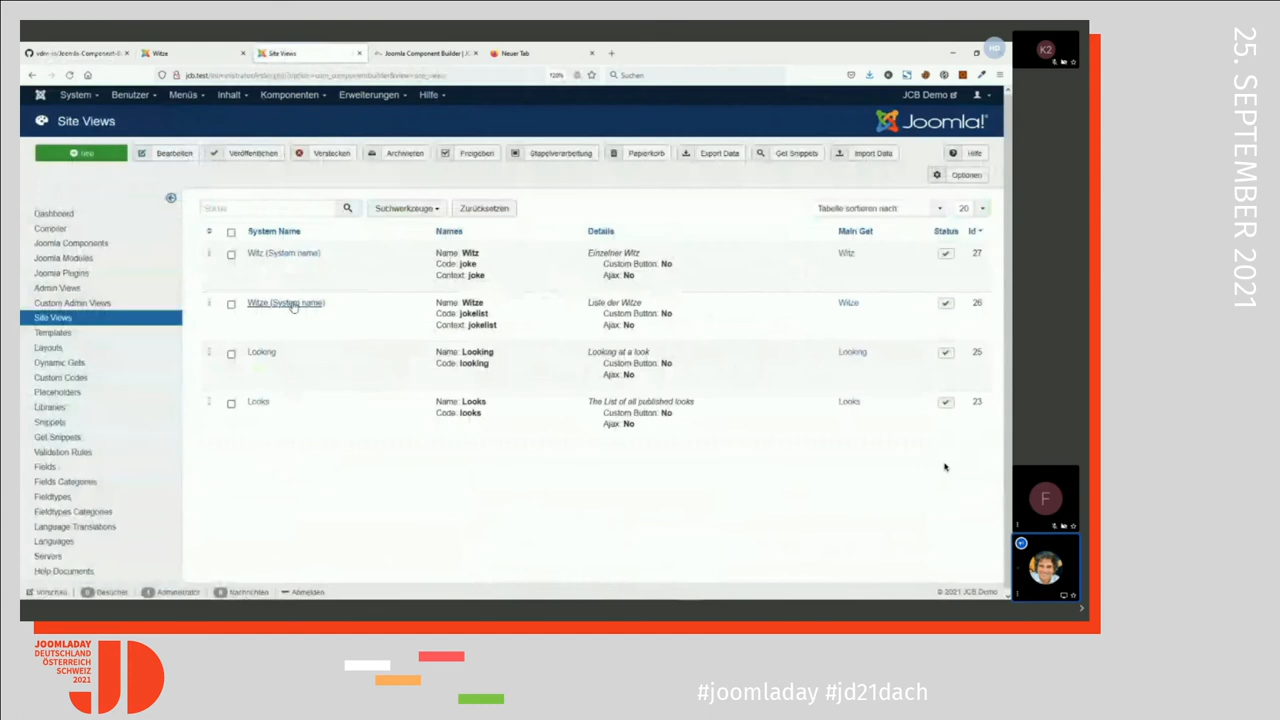 25. SEPTEMBER 2021
Witze
Site Views
Joomla Component Builder | JC
Neuer Tab
120%
Suchen
System
Benutzer
Menüs
Inhalt
Komponenten
Erweiterungen
Hilfe
JCB Demo
Site Views
Joomla!
Neu
Bearbeiten
Veröffentlichen
Verstecken
Archivieren
Freigeben
Stapelverarbeitung
Papierkorb
Export Data
Get Snippets
Import Data
Hilfe
Optionen
Dashboard
Compiler
Joomla Components
Joomla Modules
Joomla Plugins
Admin Views
Custom Admin Views
Site Views
Templates
Layouts
Dynamic Gets
Custom Codes
Placeholders
Libraries
Snippets
Get Snippets
Validation Rules
Fields
Fields Categories
Fieldtypes
Fieldtypes Categories
Language Translations
Languages
Servers
Help Documents
Suche
Suchwerkzeuge
Zurücksetzen
Tabelle sortieren nach:
20
System Name
Names
Details
Main Get
Status
Id
Witz (System name)
Name: Witz
Code: joke
Context: joke
Einzelner Witz
Custom Button: No
Ajax: No
Witz
27
Witze (System name)
Name: Witze
Code: jokelist
Context: jokelist
Liste der Witze
Custom Button: No
Ajax: No
Witze
26
Looking
Name: Looking
Code: looking
Looking at a look
Custom Button: No
Ajax: No
Looking
25
Looks
Name: Looks
Code: looks
The List of all published looks
Custom Button: No
Ajax: No
Looks
23
Vorschau
0 Besucher
1 Administrator
0 Nachrichten
Abmelden
© 2021 JCB Demo
HD
K2
F
JOOMLADAY
DEUTSCHLAND
ÖSTERREICH
SCHWEIZ
2021
JD
#joomladay #jd21dach